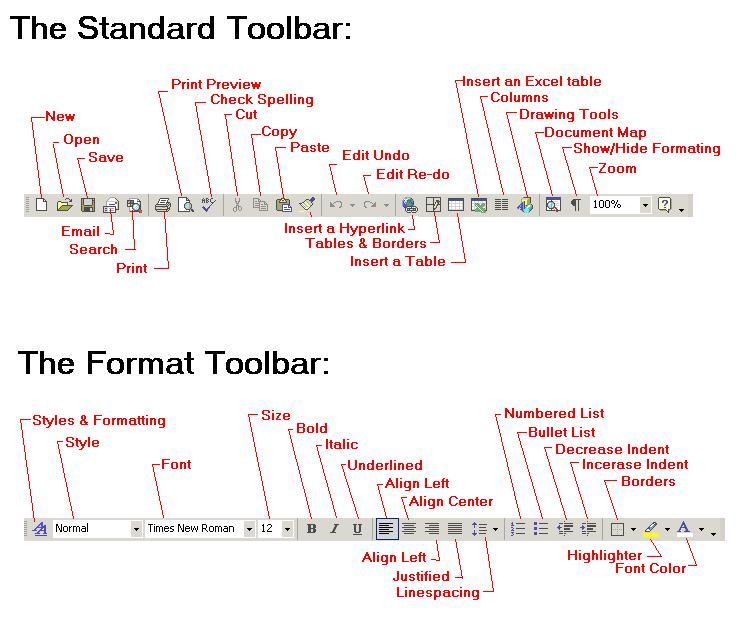 The Standard Toolbar:
Print Preview
Insert an Excel table
Check Spelling
Columns
New
Cut
Drawing Tools
Open
Copy
Document Map
Save
Paste
Edit Undo
Show/Hide Formating
Edit Re-do
Zoom
ABC
100%
Email
Insert a Hyperlink
Search
Tables & Borders
Print
Insert a Table
The Format Toolbar:
Styles & Formatting
Size
Numbered List
Style
Bold
Bullet List
Italic
Decrease Indent
Font
Underlined
Incerase Indent
Align Left
Borders
Align Center
Normal
Times New Roman
12
B I U
A
Align Left
Highlighter
Justified
Font Color
Linespacing